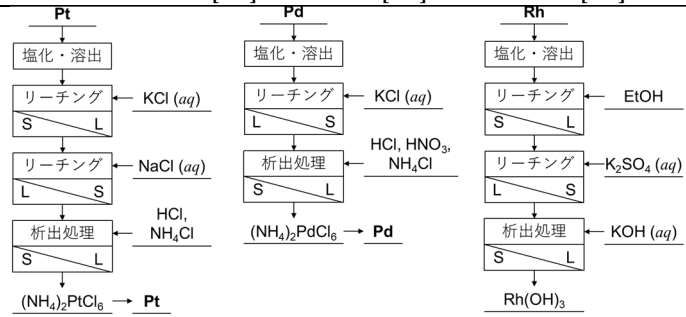 Pt
塩化・溶出
リーチング
KCl (aq)
S L
リーチング
NaCl (aq)
L S
析出処理
HCl,
NH₄Cl
S L
(NH₄)₂PtCl₆ → Pt
Pd
塩化・溶出
リーチング
KCl (aq)
L S
析出処理
HCl, HNO₃,
NH₄Cl
S L
(NH₄)₂PdCl₆ → Pd
Rh
塩化・溶出
リーチング
EtOH
S L
リーチング
K₂SO₄ (aq)
L S
析出処理
KOH (aq)
S L
Rh(OH)₃